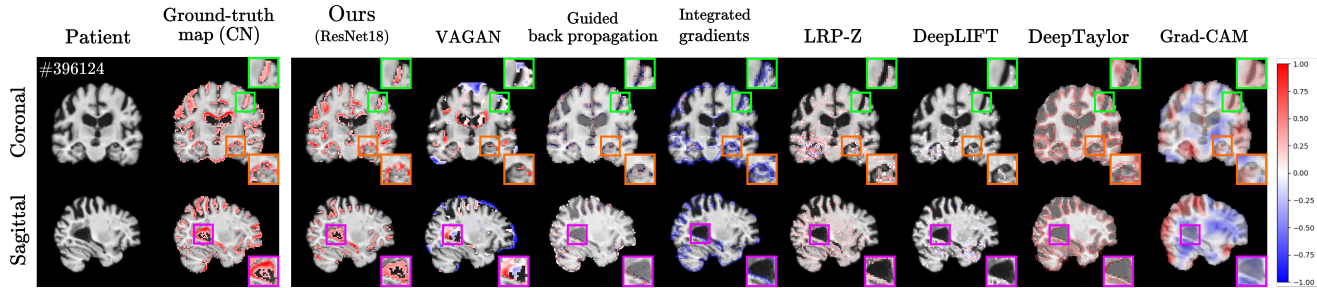 Patient
Ground-truth
map (CN)
Ours
(ResNet18)
VAGAN
Guided
back propagation
Integrated
gradients
LRP-Z
DeepLIFT
DeepTaylor
Grad-CAM
#396124
Coronal
Sagittal
1.00
0.75
0.50
0.25
0.00
−0.25
−0.50
−0.75
−1.00